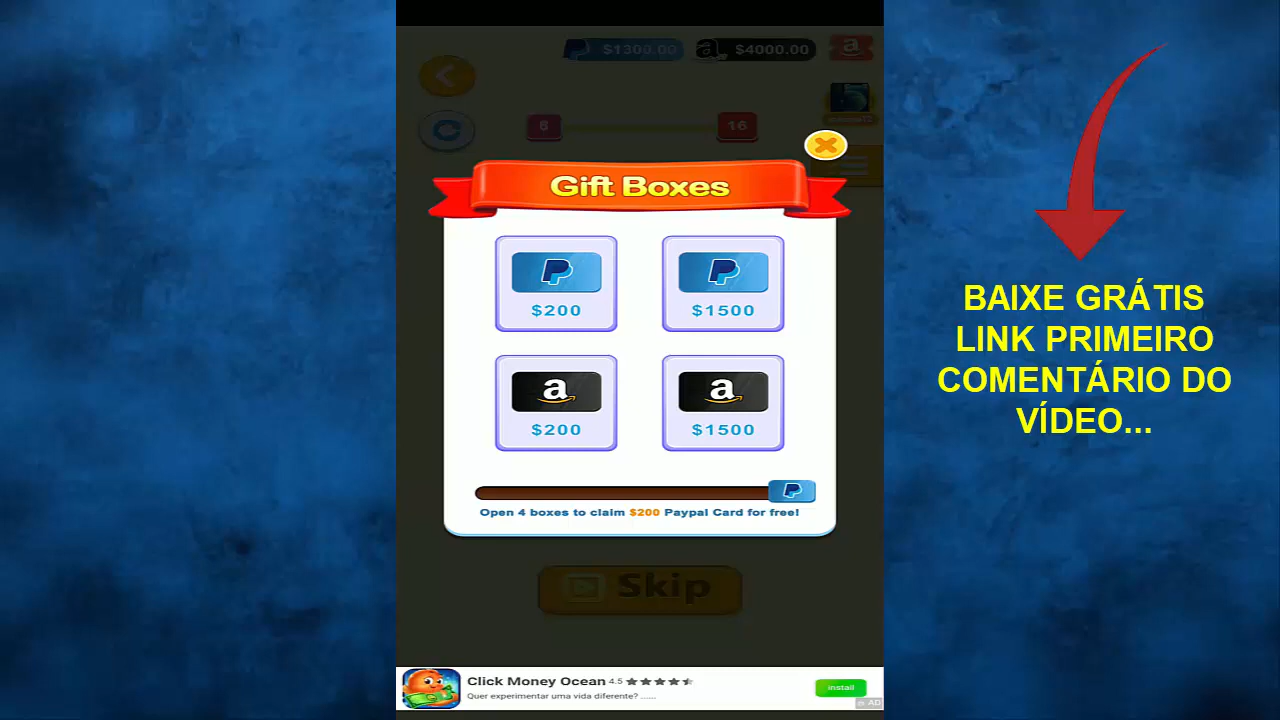 $1300.00
$4000.00
8
16
Gift Boxes
$200
$1500
a
$200
a
$1500
Open 4 boxes to claim $200 Paypal Card for free!
Skip
Click Money Ocean 4.5
Quer experimentar uma vida diferente? ......
Install
AD
BAIXE GRÁTIS
LINK PRIMEIRO
COMENTÁRIO DO
VÍDEO...